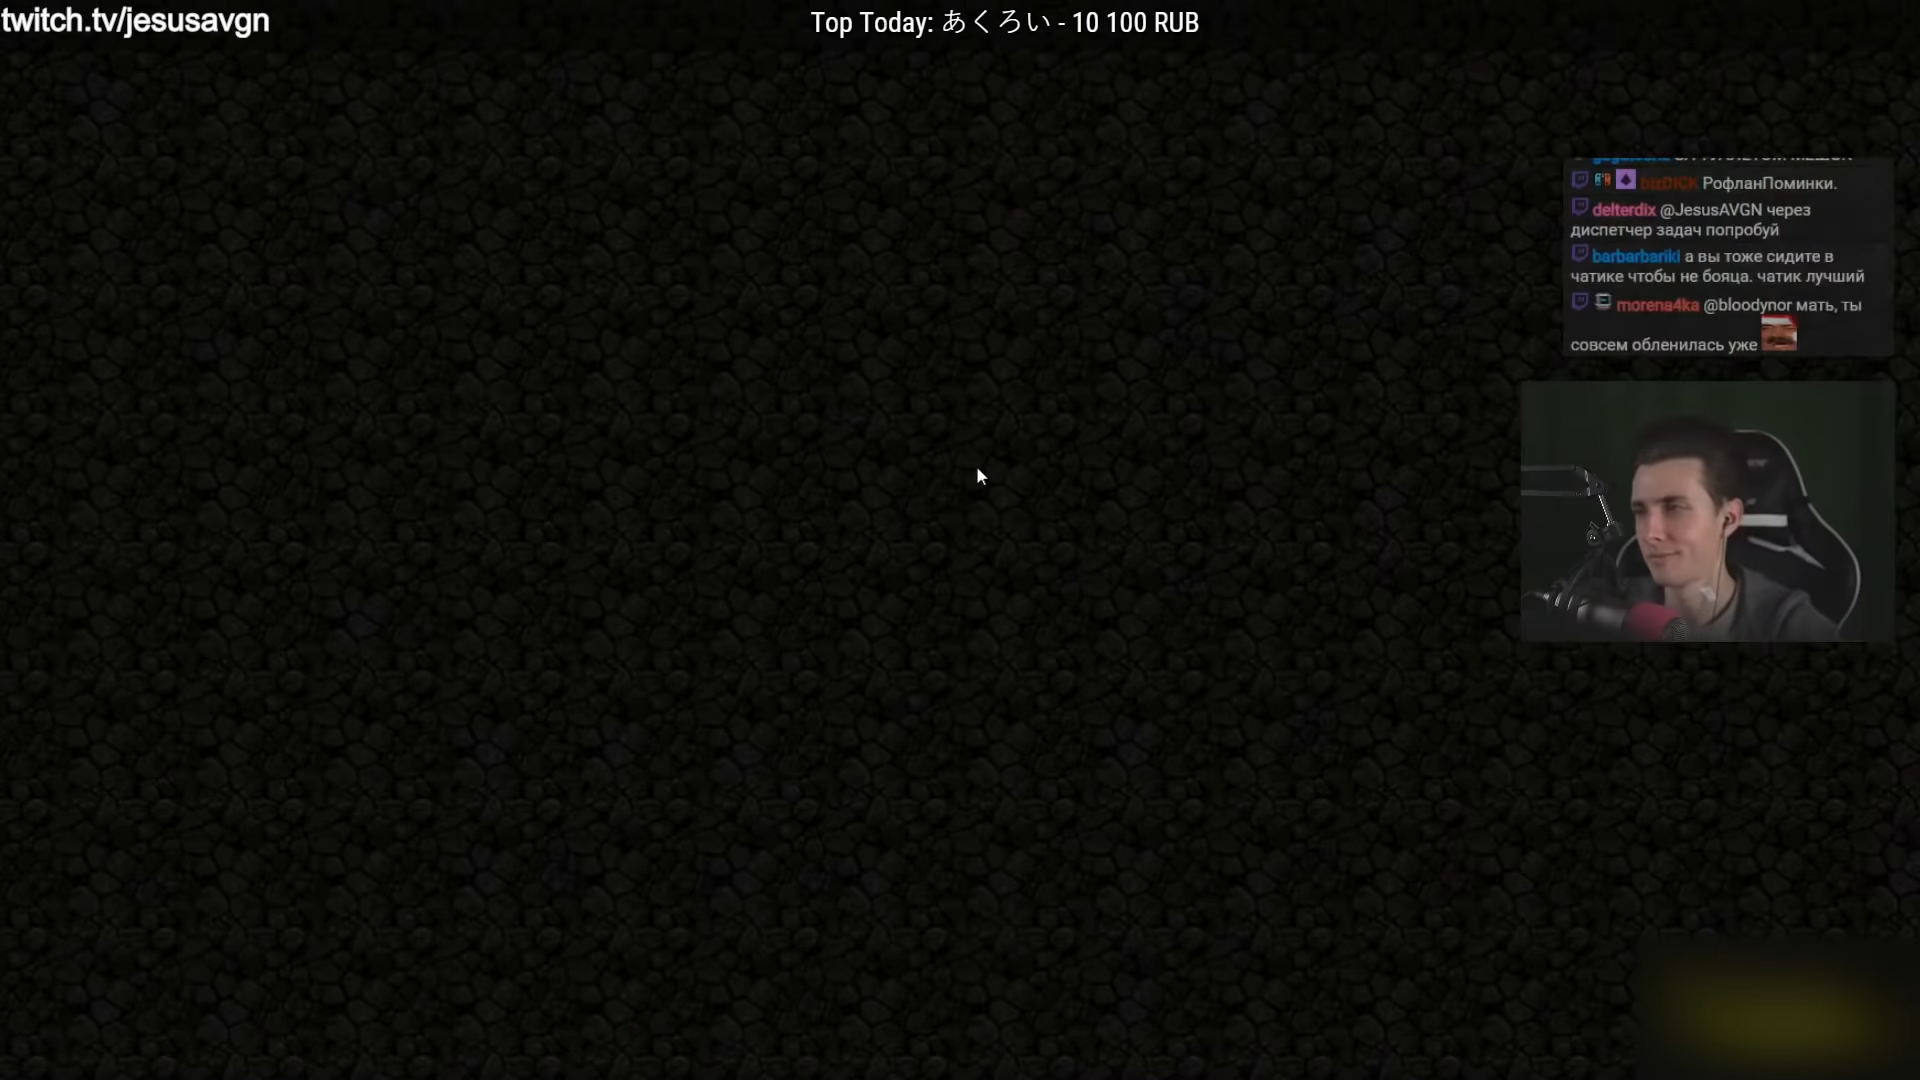 twitch.tv/jesusavgn
Top Today: あくろい - 10 100 RUB
bizDICK РофланПоминки.
delterdix @JesusAVGN через
диспетчер задач попробуй
barbarbariki а вы тоже сидите в
чатике чтобы не бояца. чатик лучший
morena4ka @bloodynor мать, ты
совсем обленилась уже